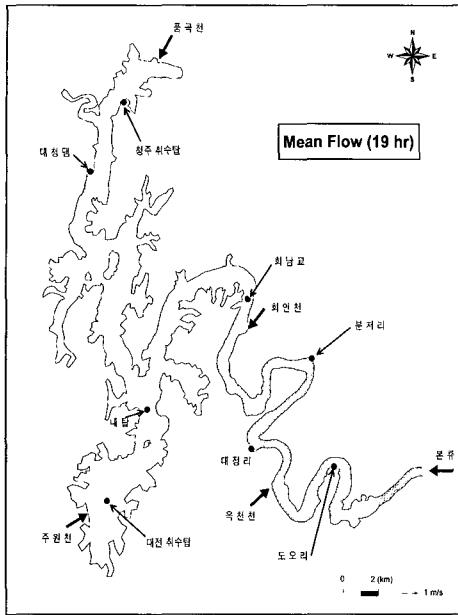 품곡천
N
W E
S
Mean Flow (19 hr)
청주 취수탑
대청댐
회남교
회인천
분저리
내탑
대정리
본류
옥천천
주원천
대전 취수탑
도오리
0 2 (km)
1 m/s